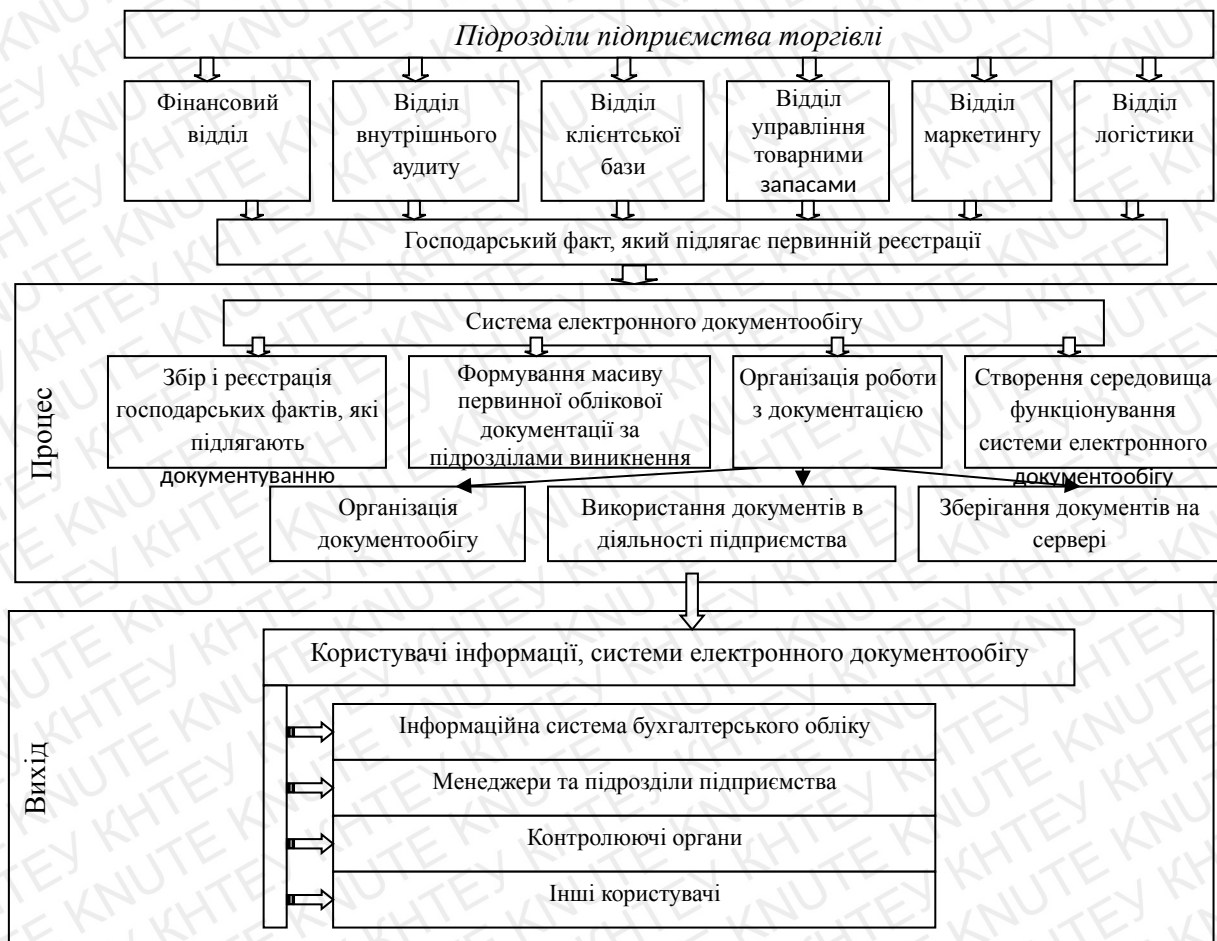 Підрозділи підприємства торгівлі
Фінансовий
відділ
Відділ
внутрішнього
аудиту
Відділ
клієнтської
бази
Відділ
управління
товарними
запасами
Відділ
маркетингу
Відділ
логістики
Господарський факт, який підлягає первинній реєстрації
Процес
Система електронного документообігу
Збір і реєстрація
господарських фактів, які
підлягають
документуванню
Формування масиву
первинної облікової
документації за
підрозділами виникнення
Організація роботи
з документацією
Створення середовища
функціонування
системи електронного
документообігу
Організація
документообігу
Використання документів в
діяльності підприємства
Зберігання документів на
сервері
Вихід
Користувачі інформації, системи електронного документообігу
Інформаційна система бухгалтерського обліку
Менеджери та підрозділи підприємства
Контролюючі органи
Інші користувачі
KNUTE КНТЕУ